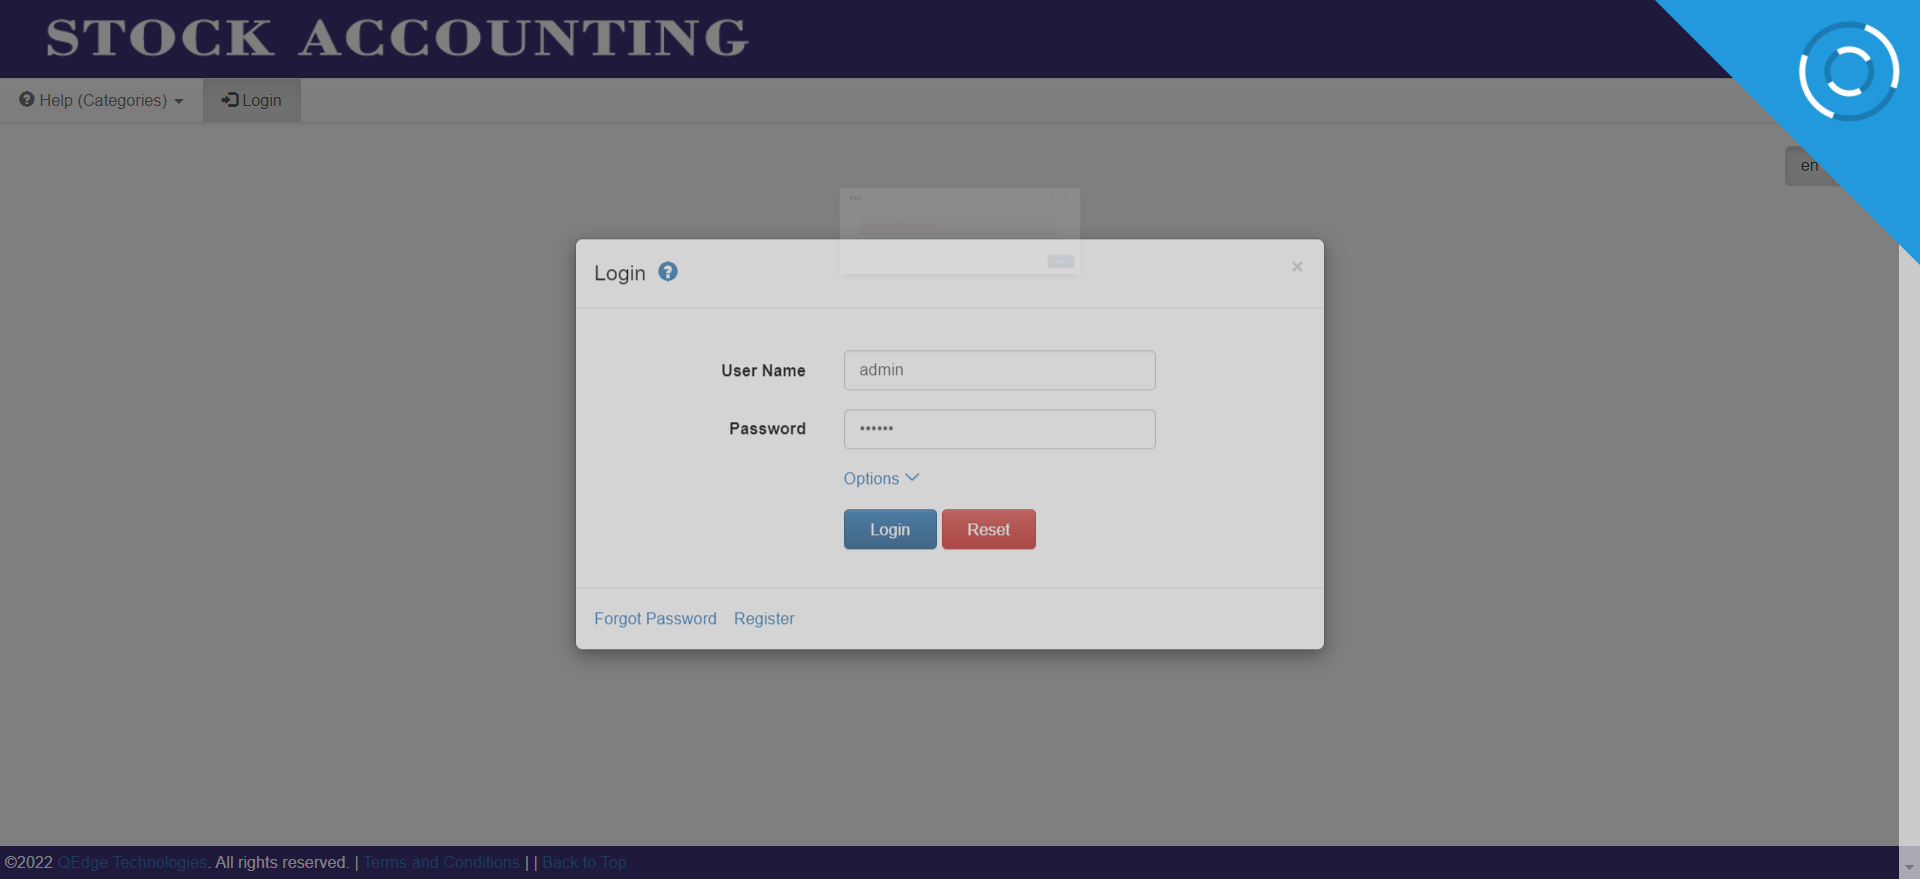 STOCK ACCOUNTING
Help (Categories) Login
en
Login
×
User Name admin
Password ••••••
Options
Login Reset
Forgot Password Register
©2022 QEdge Technologies. All rights reserved. | Terms and Conditions | | Back to Top